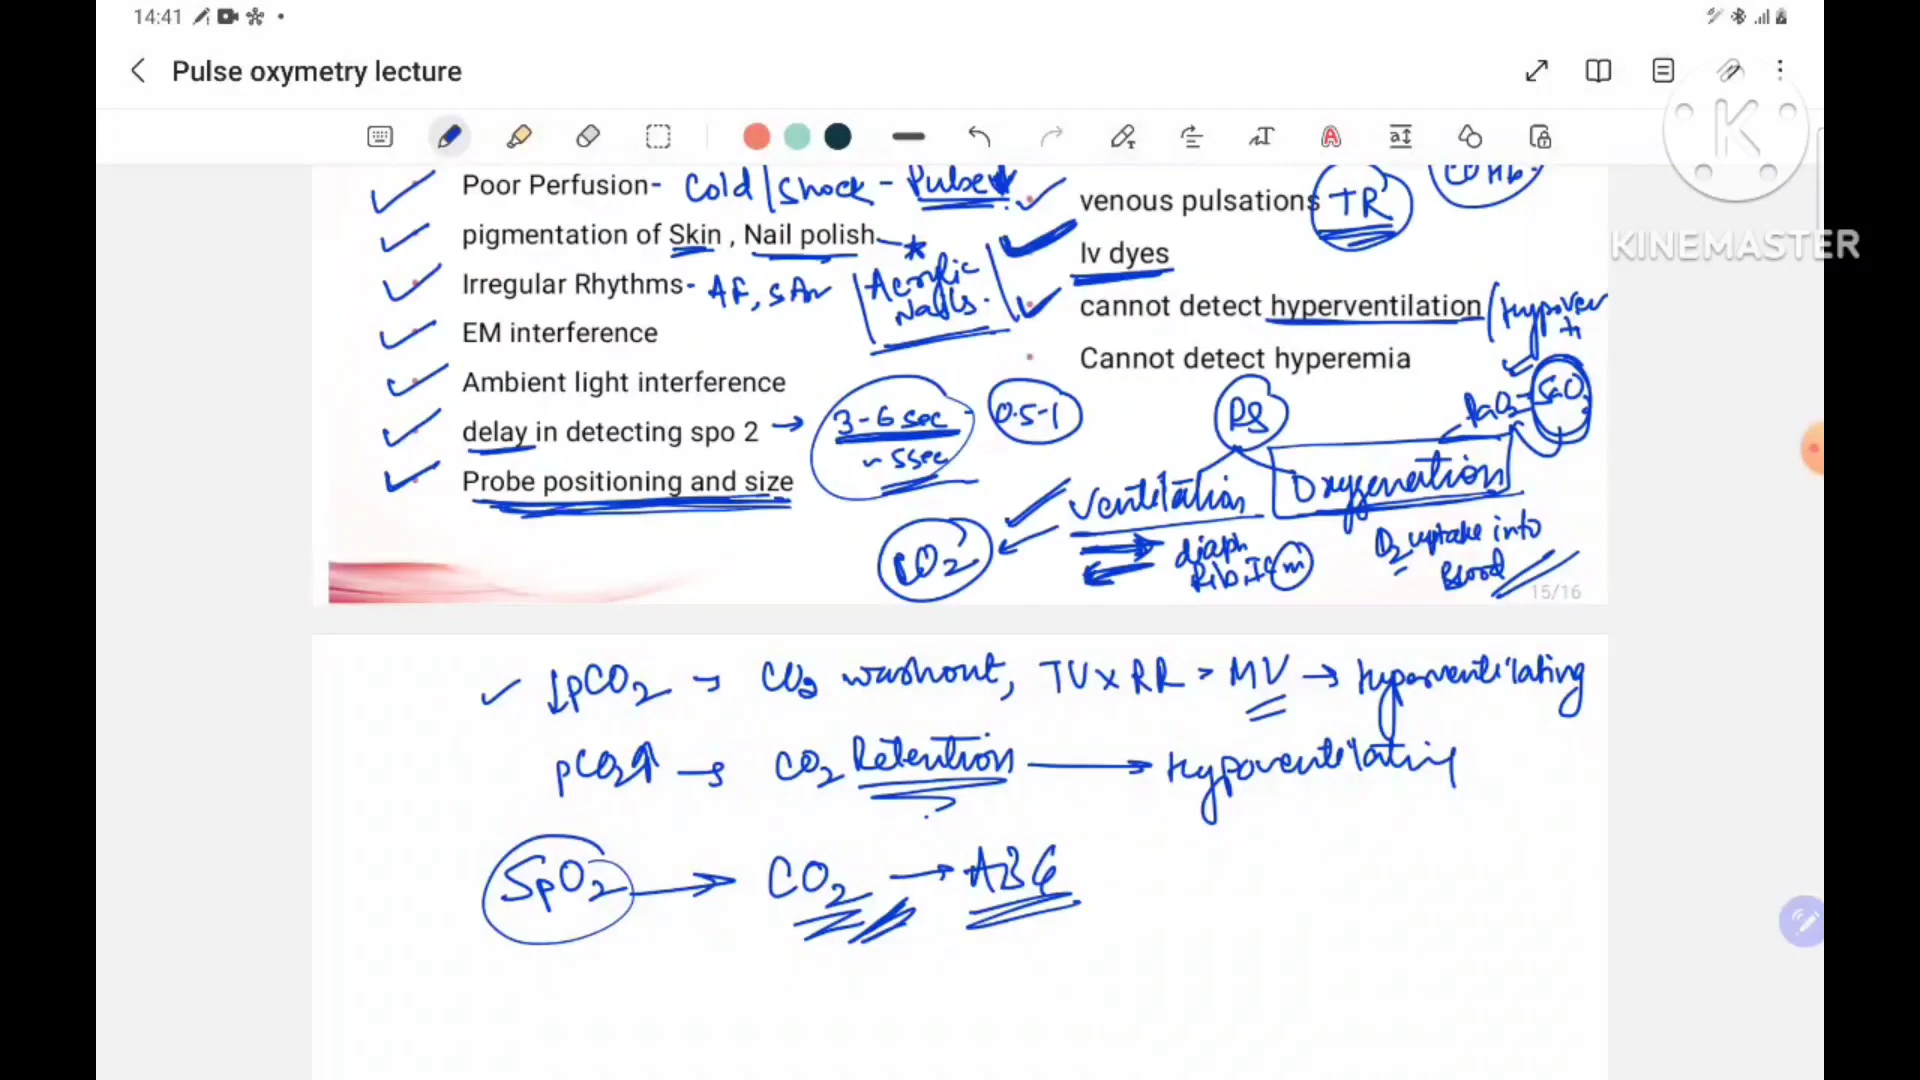 14:41
Pulse oxymetry lecture
KINEMASTER
Poor Perfusion- Cold/Shock - Pulse↓
pigmentation of Skin , Nail polish
Irregular Rhythms- AF,
Acrylic
Nails.
EM interference
Ambient light interference
delay in detecting spo 2 → 3-6 sec - 0.5-1
~ 5sec
Probe positioning and size
venous pulsations TR COHb.
Iv dyes
cannot detect hyperventilation
Cannot detect hyperemia
RS PaO2
Ventilation Oxygenation
CO2
diaph
Rib, ICm
O2 uptake into
Blood
15/16
↓pCO2 → CO2 washout, TV x RR > MV → Hyperventilating
pCO2↑ → CO2 Retention → Hypoventilating
SpO2 → CO2 → ABG